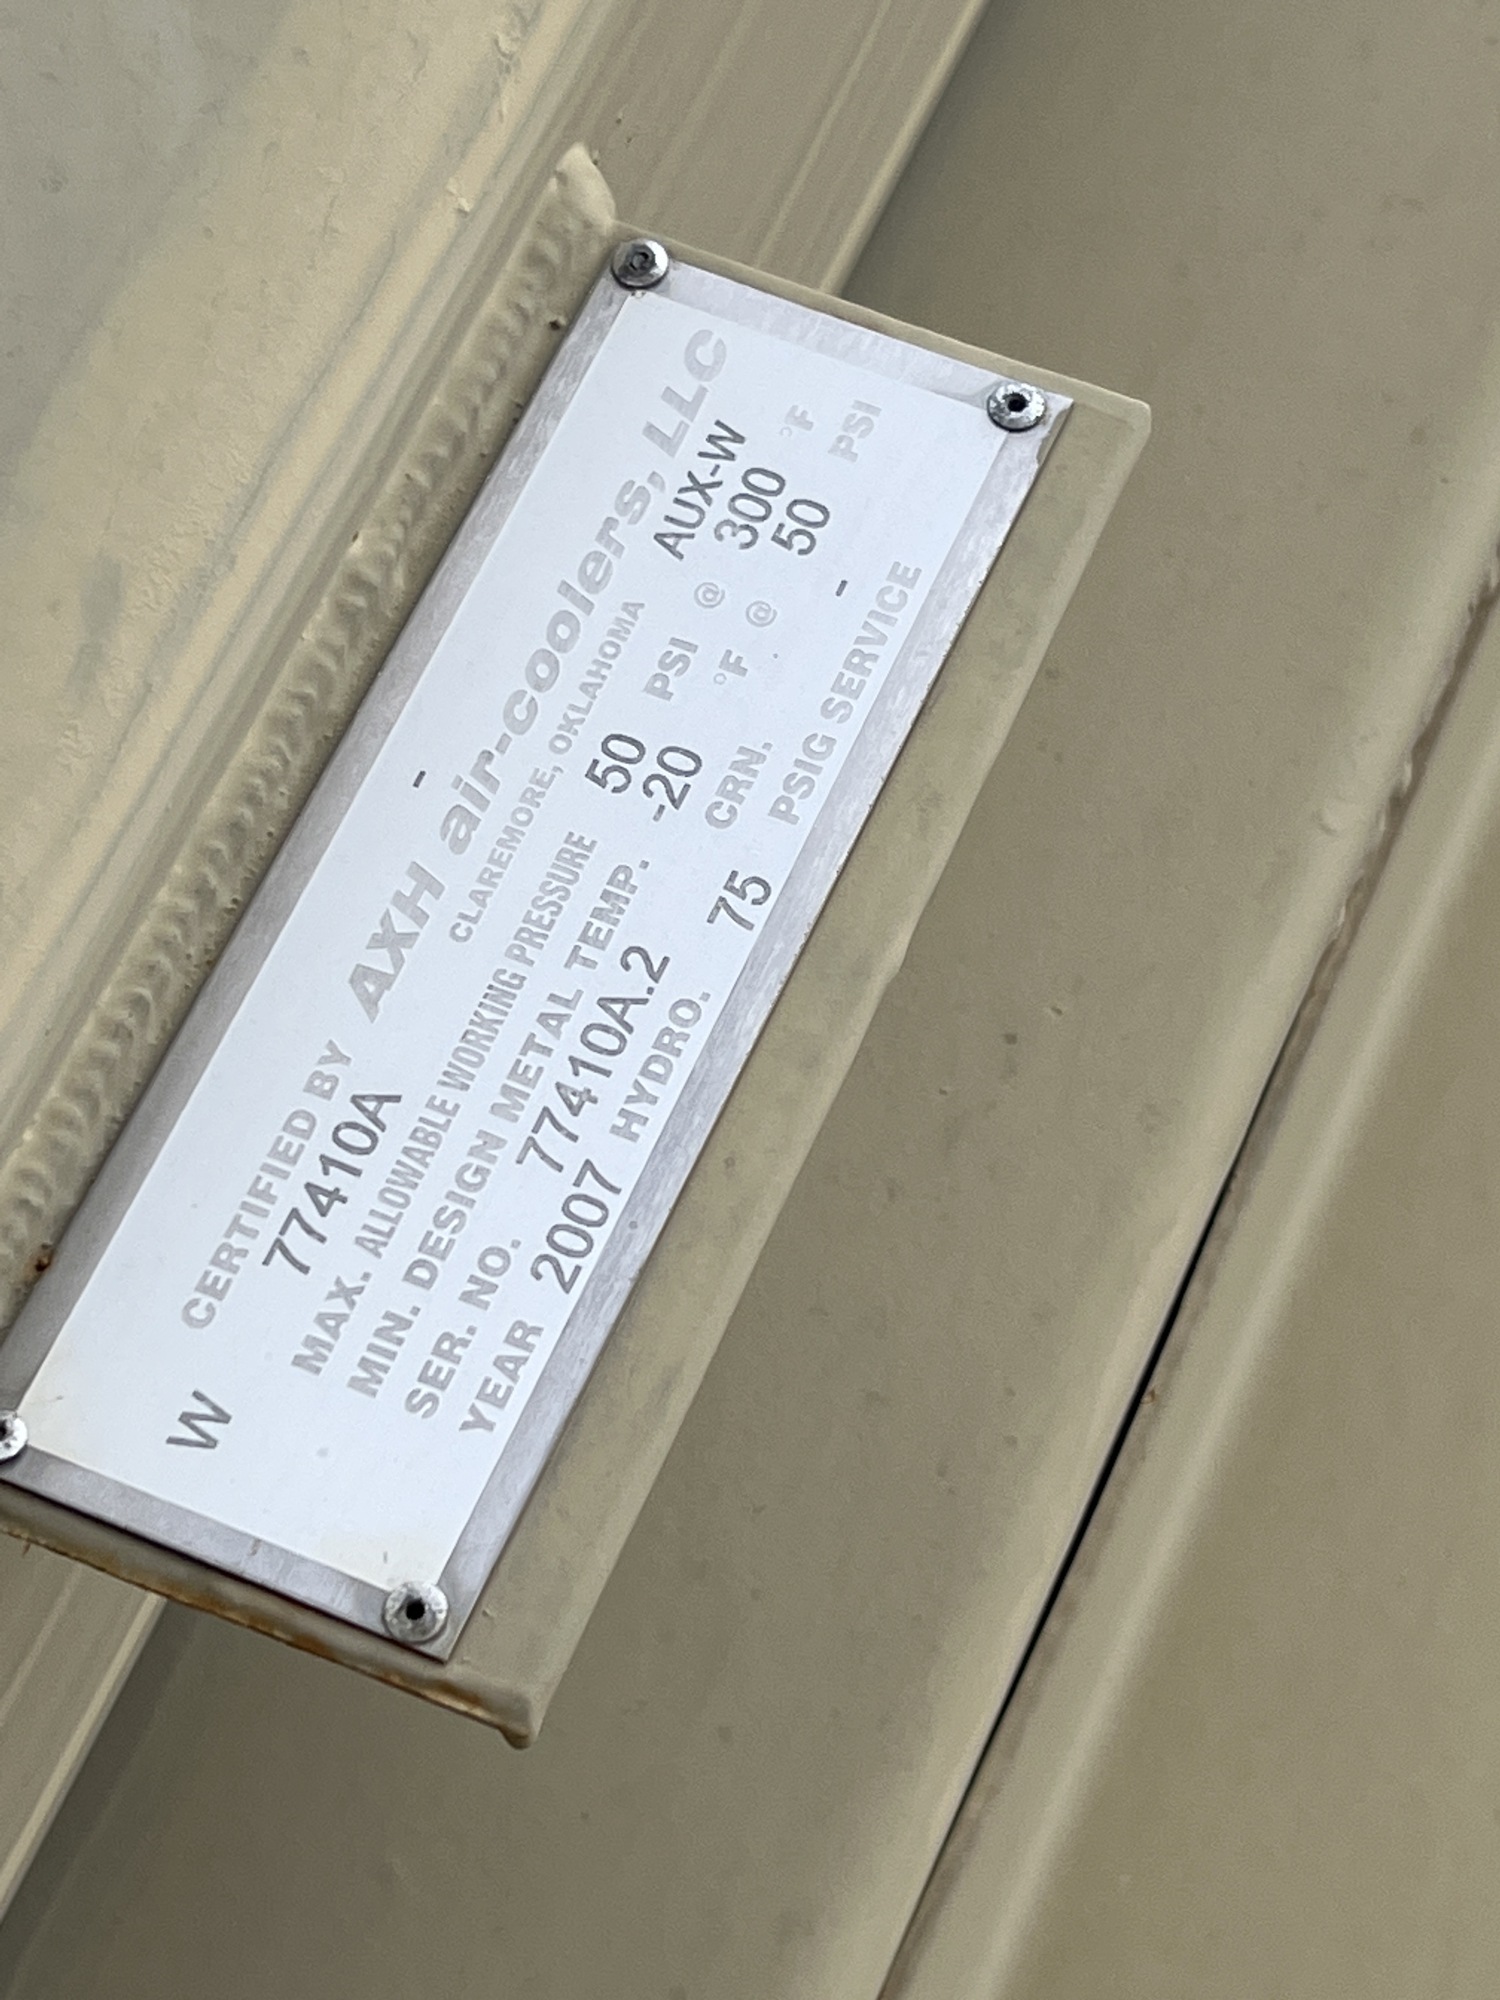 -
CERTIFIED BY AXH air-coolers, LLC
CLAREMORE, OKLAHOMA
W 77410A AUX-W
MAX. ALLOWABLE WORKING PRESSURE 50 PSI @ 300 °F
MIN. DESIGN METAL TEMP. -20 °F @ 50 PSI
SER. NO. 77410A.2 CRN. -
YEAR 2007 HYDRO. 75 PSIG SERVICE